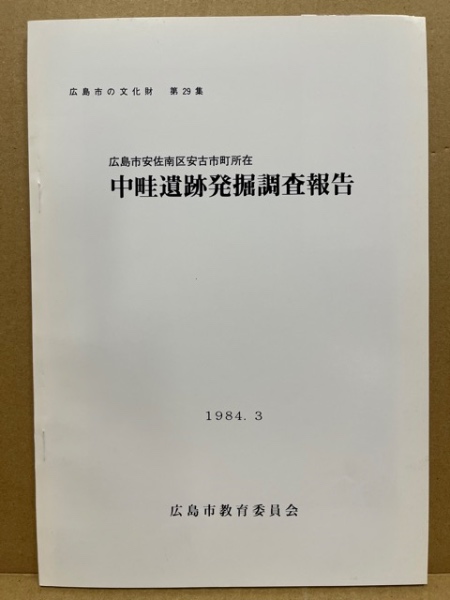 広島市の文化財 第29集
広島市安佐南区安古市町所在
中畦遺跡発掘調査報告
1984.3
広島市教育委員会